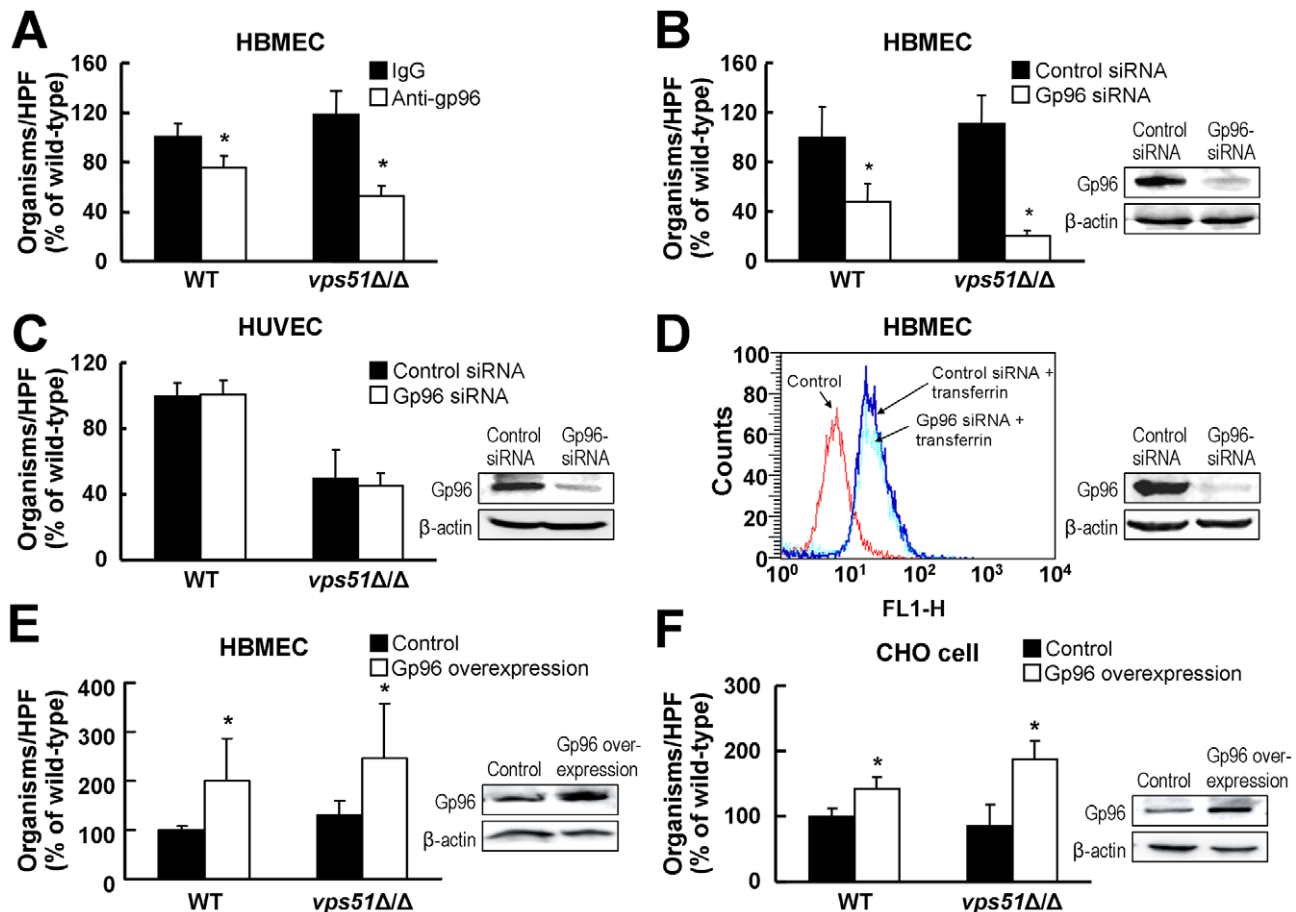 A
HBMEC
Organisms/HPF
(% of wild-type)
160
120
80
40
0
IgG
Anti-gp96
*
*
WT
vps51Δ/Δ
B
HBMEC
Organisms/HPF
(% of wild-type)
160
120
80
40
0
Control siRNA
Gp96 siRNA
*
*
WT
vps51Δ/Δ
Control
siRNA
Gp96-
siRNA
Gp96
β-actin
C
HUVEC
Organisms/HPF
(% of wild-type)
120
80
40
0
Control siRNA
Gp96 siRNA
WT
vps51Δ/Δ
Control
siRNA
Gp96-
siRNA
Gp96
β-actin
D
HBMEC
Counts
100
80
60
40
20
0
Control
Control siRNA +
transferrin
Gp96 siRNA +
transferrin
10⁰
10¹
10²
10³
10⁴
FL1-H
Control
siRNA
Gp96-
siRNA
Gp96
β-actin
E
HBMEC
Organisms/HPF
(% of wild-type)
400
300
200
100
0
Control
Gp96 overexpression
*
*
WT
vps51Δ/Δ
Control
Gp96 over-
expression
Gp96
β-actin
F
CHO cell
Organisms/HPF
(% of wild-type)
300
200
100
0
Control
Gp96 overexpression
*
*
WT
vps51Δ/Δ
Control
Gp96 over-
expression
Gp96
β-actin